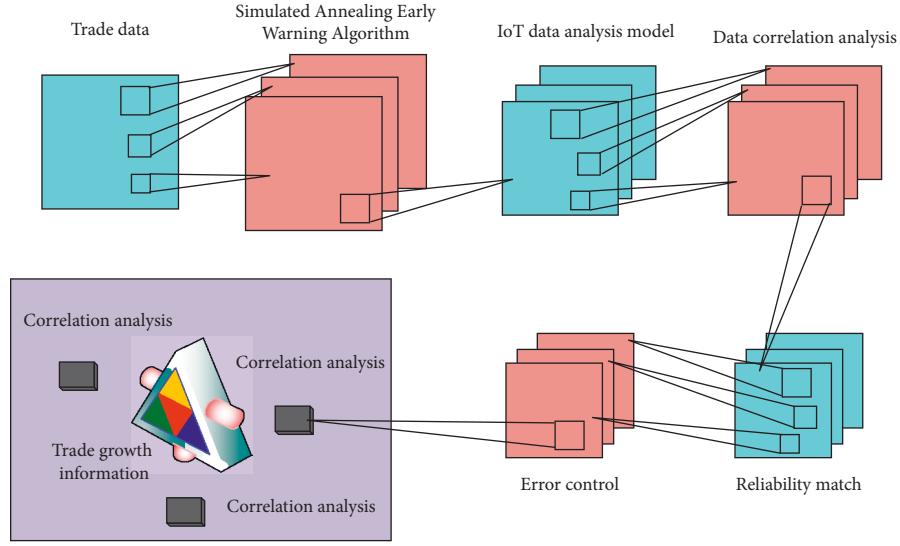 Trade data
Simulated Annealing Early
Warning Algorithm
IoT data analysis model
Data correlation analysis
Correlation analysis
Correlation analysis
Trade growth
information
Correlation analysis
Error control
Reliability match